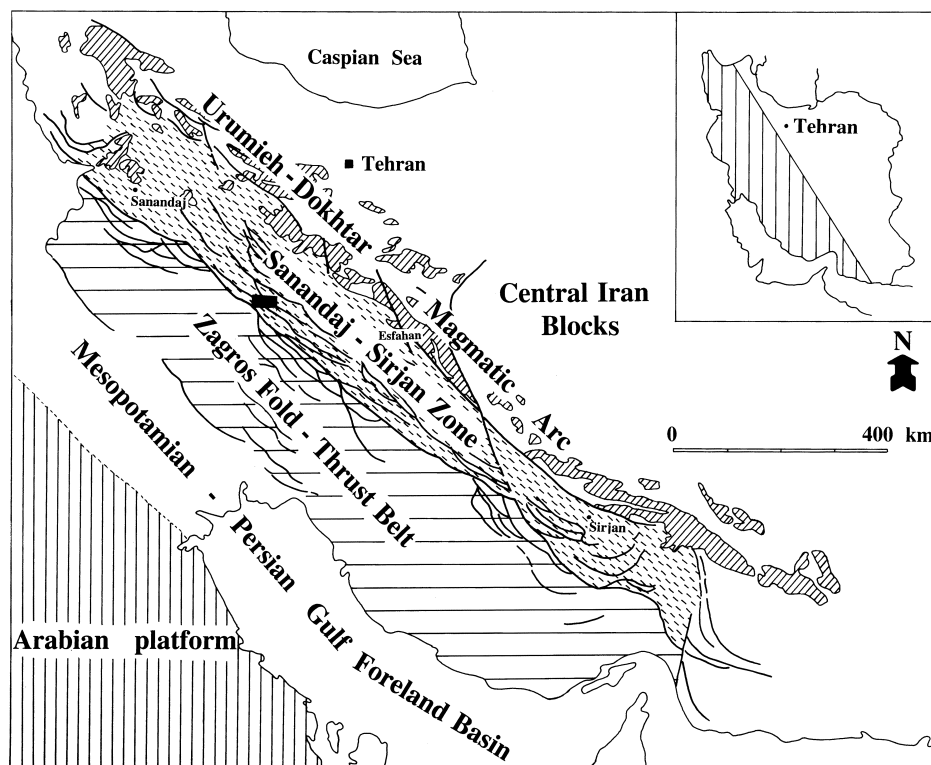 Caspian Sea
Tehran
Urumieh - Dokhtar - Magmatic Arc
Tehran
Sanandaj
Sanandaj - Sirjan Zone
Central Iran
Blocks
Esfahan
N
Zagros Fold - Thrust Belt
Mesopotamian - Persian Gulf Foreland Basin
0 400 km
Sirjan
Arabian platform